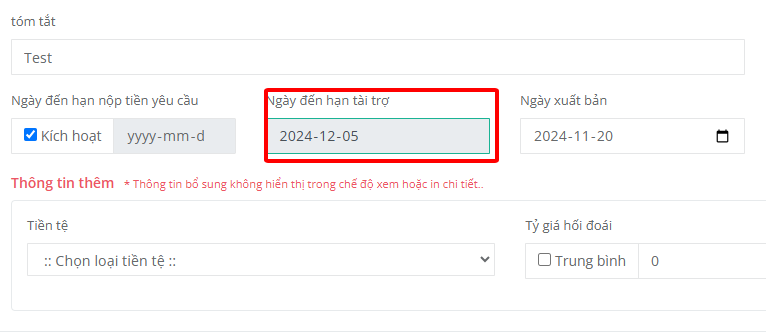 tóm tắt
Test
Ngày đến hạn nộp tiền yêu cầu
Ngày đến hạn tài trợ
Ngày xuất bản
Kích hoạt
yyyy-mm-d
2024-12-05
2024-11-20
Thông tin thêm * Thông tin bổ sung không hiển thị trong chế độ xem hoặc in chi tiết..
Tiền tệ
Tỷ giá hối đoái
:: Chọn loại tiền tệ ::
Trung bình
0